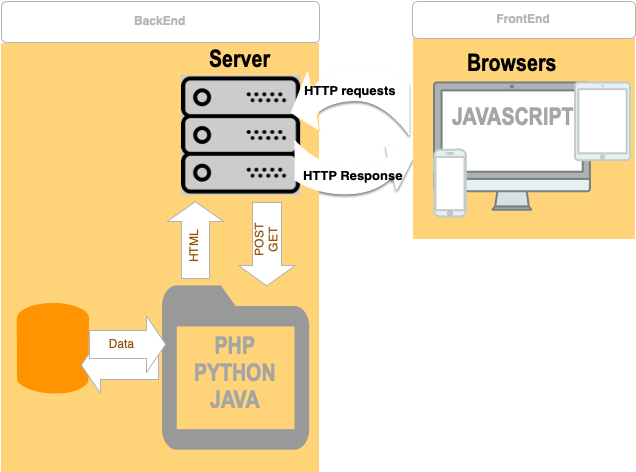 BackEnd
FrontEnd
Server
Browsers
HTTP requests
JAVASCRIPT
HTTP Response
HTML
POST
GET
Data
PHP
PYTHON
JAVA